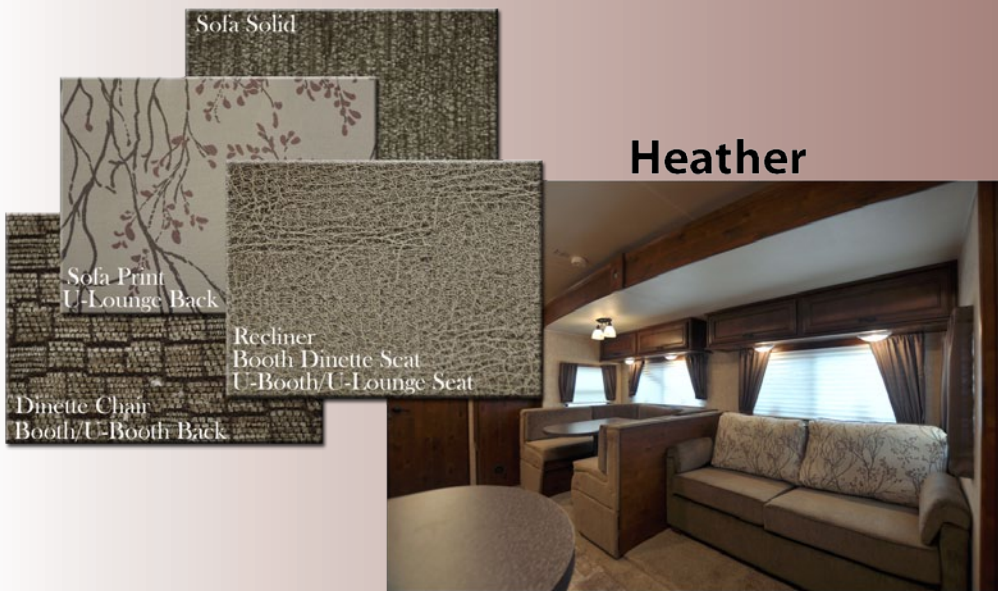 Sofa Solid
Heather
Sofa Print
U-Lounge Back
Recliner
Booth Dinette Seat
U-Booth/U-Lounge Seat
Dinette Chair
Booth/U-Booth Back